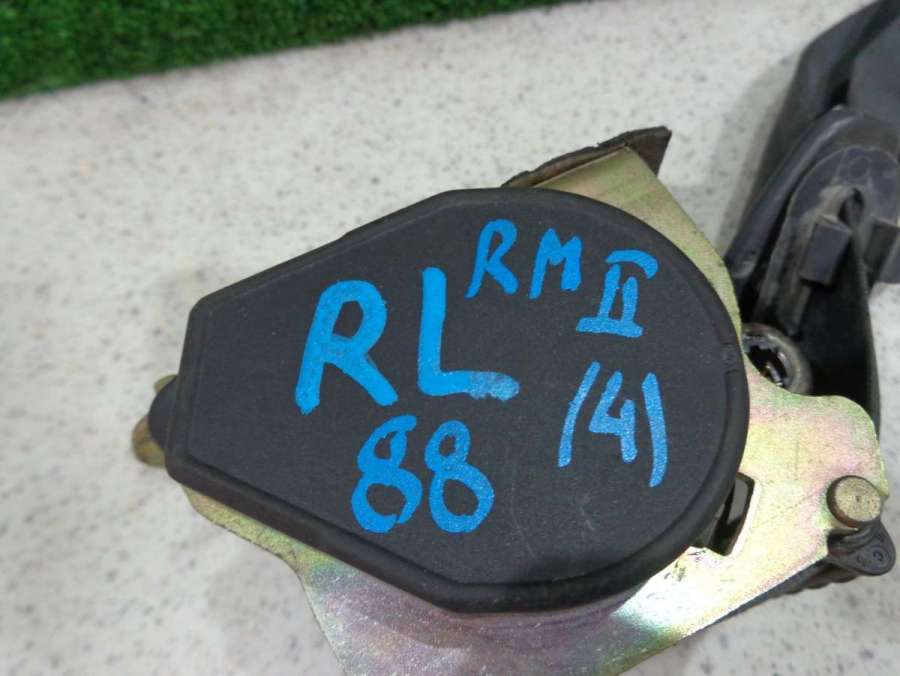 RL RM II
88 (4)